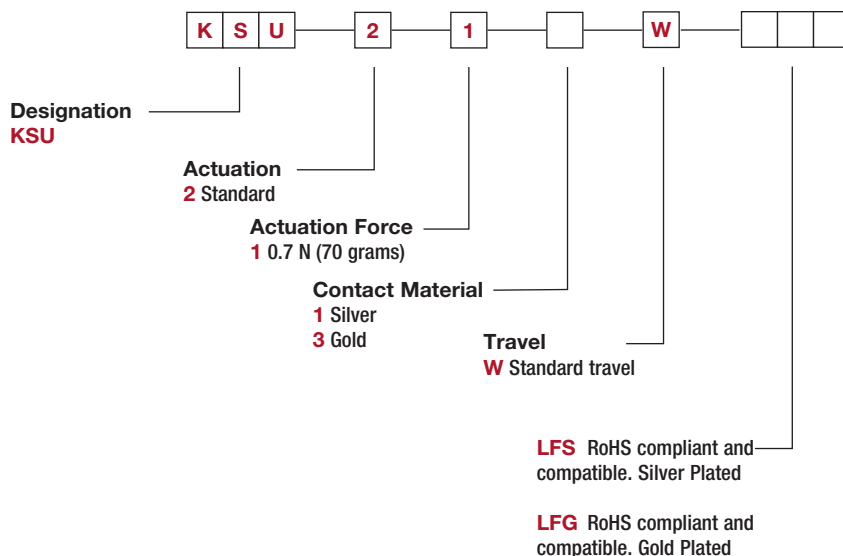 K S U 2 1 W
Designation
KSU
Actuation
2 Standard
Actuation Force
1 0.7 N (70 grams)
Contact Material
1 Silver
3 Gold
Travel
W Standard travel
LFS RoHS compliant and
compatible. Silver Plated
LFG RoHS compliant and
compatible. Gold Plated